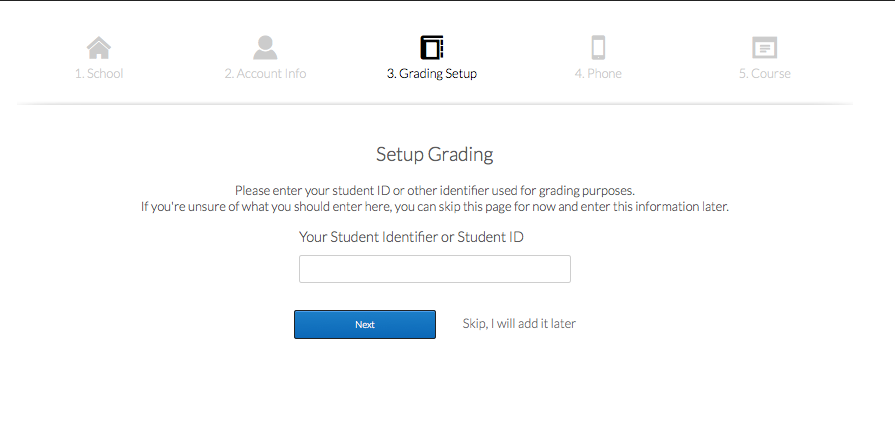 1. School
2. Account Info
3. Grading Setup
4. Phone
5. Course
Setup Grading
Please enter your student ID or other identifier used for grading purposes.
If you're unsure of what you should enter here, you can skip this page for now and enter this information later.
Your Student Identifier or Student ID
Next
Skip, I will add it later